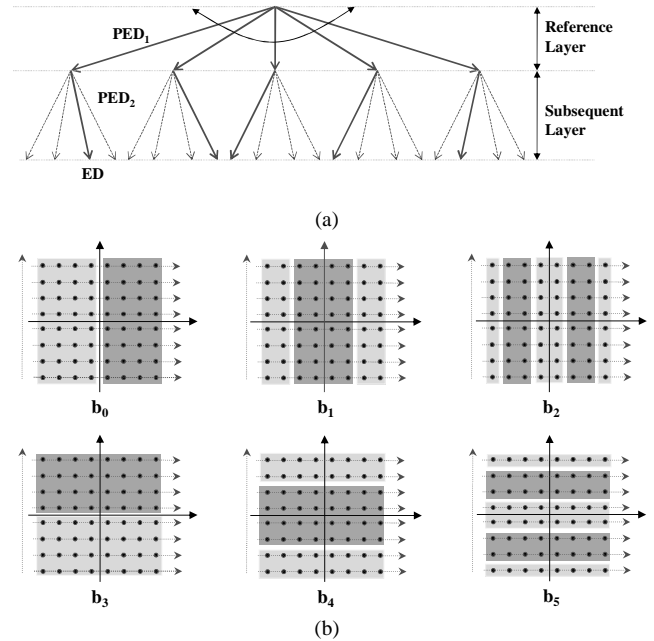 PED1
Reference
Layer
PED2
Subsequent
Layer
ED
(a)
b0
b1
b2
b3
b4
b5
(b)